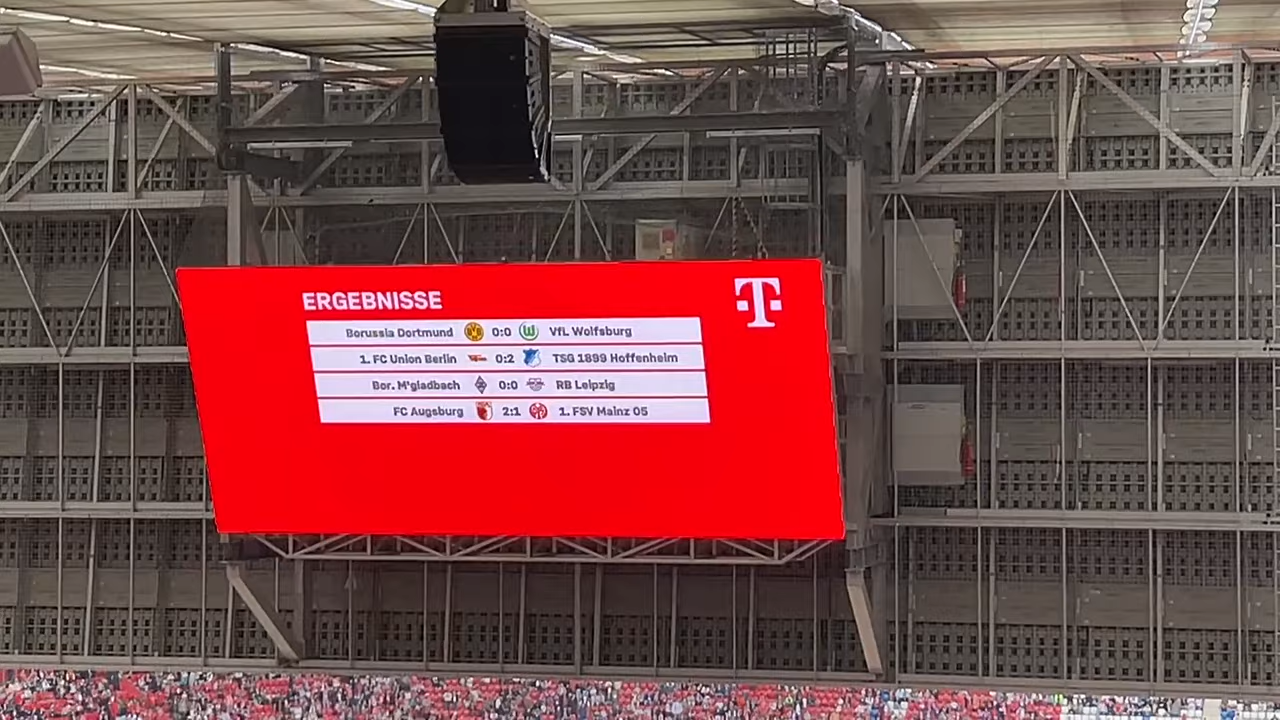 ERGEBNISSE
T
Borussia Dortmund 0:0 VfL Wolfsburg
1. FC Union Berlin 0:2 TSG 1899 Hoffenheim
Bor. M'gladbach 0:0 RB Leipzig
FC Augsburg 2:1 1. FSV Mainz 05